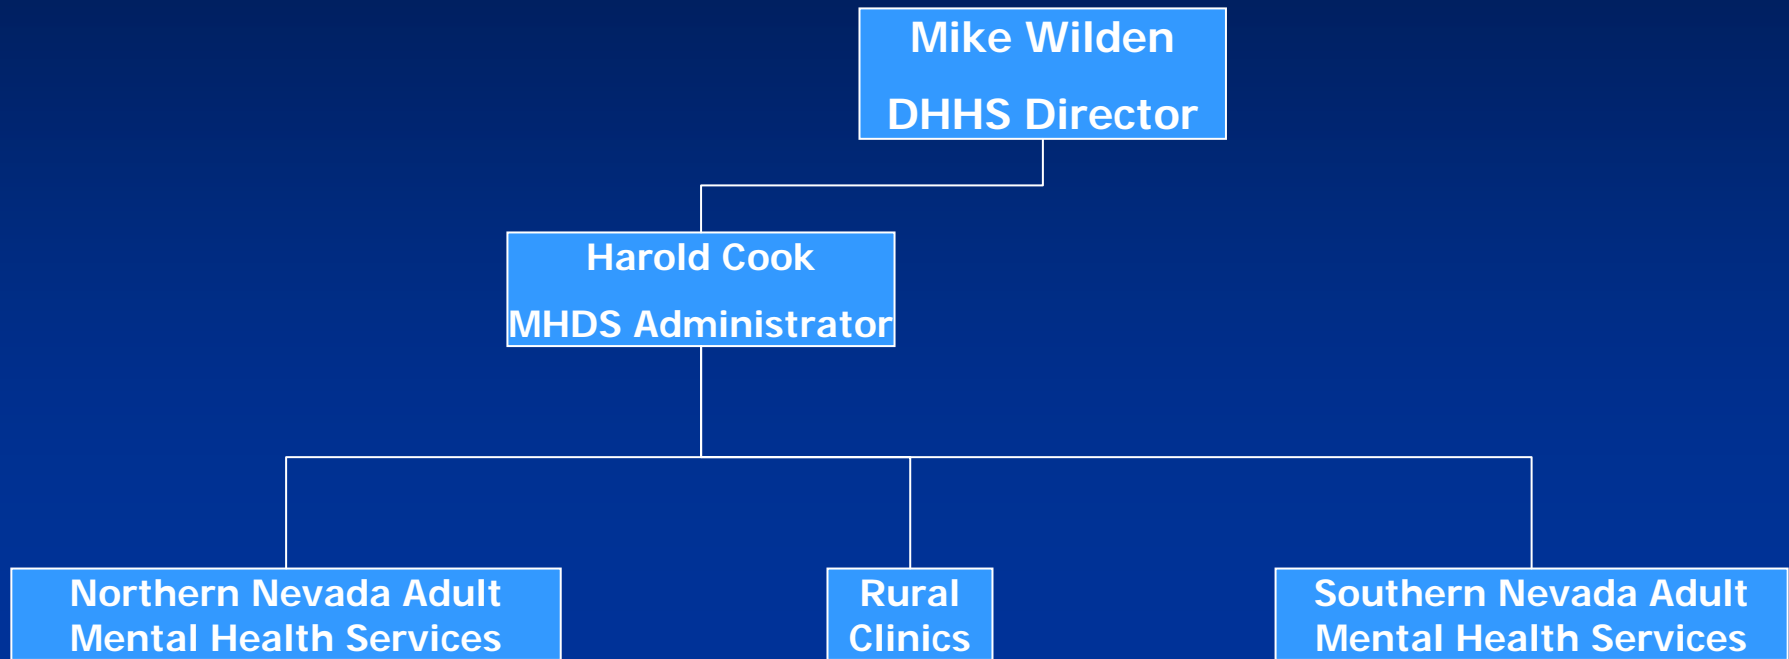 Mike Wilden
DHHS Director
Harold Cook
MHDS Administrator
Northern Nevada Adult
Mental Health Services
Rural
Clinics
Southern Nevada Adult
Mental Health Services